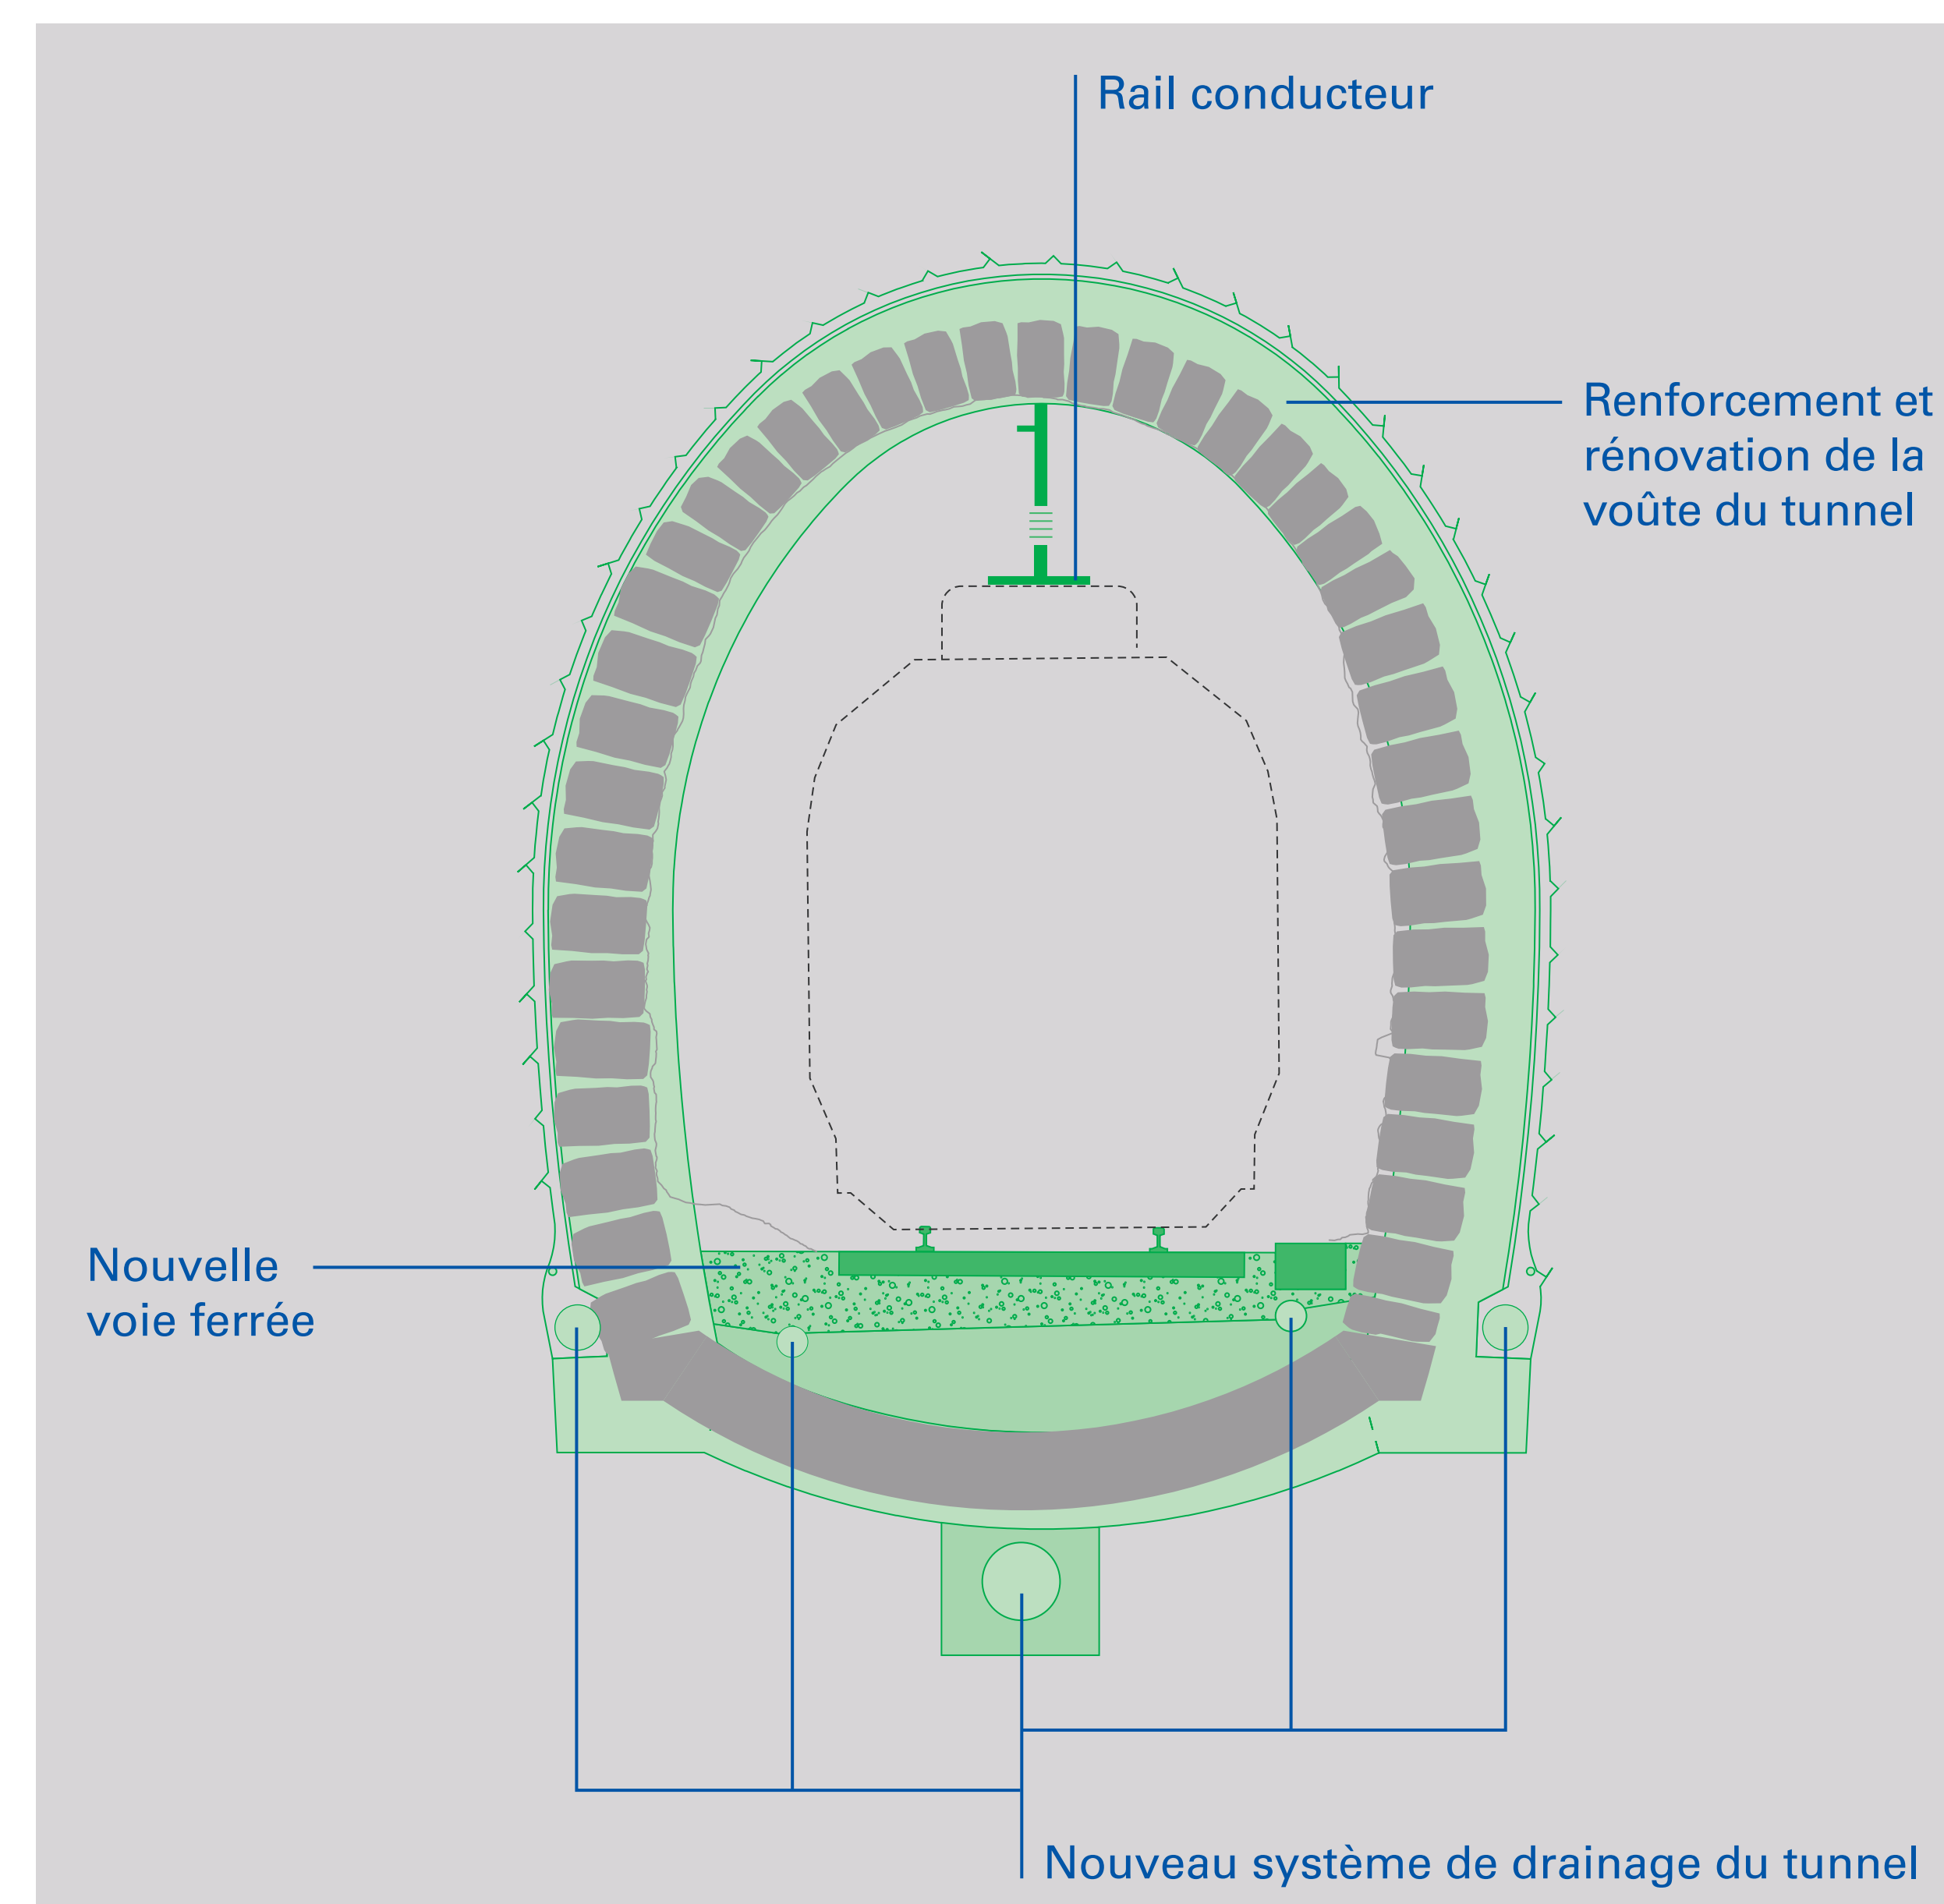 Rail conducteur
Renforcement et
rénovation de la
voûte du tunnel
Nouvelle
voie ferrée
Nouveau système de drainage du tunnel